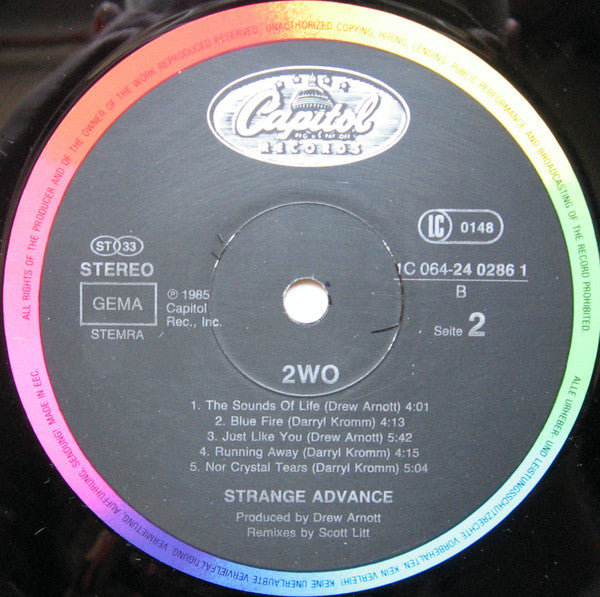 ALL RIGHTS OF THE PRODUCER AND OF THE OWNER OF THE WORK REPRODUCED RESERVED. UNAUTHORIZED COPYING, HIRING, LENDING, PUBLIC PERFORMANCE AND BROADCASTING OF THE RECORD PROHIBITED.
ALLE URHEBER- UND LEISTUNGSSCHUTZRECHTE VORBEHALTEN. KEIN VERLEIH! KEINE UNERLAUBTE VERVIELFÄLTIGUNG, VERMIETUNG, AUFFÜHRUNG, SENDUNG! MADE IN EEC.
Capitol
RECORDS
LC 0148
ST 33
STEREO
GEMA
STEMRA
℗ 1985
Capitol
Rec., Inc.
1C 064-24 0286 1
B
Seite 2
2WO
1. The Sounds Of Life (Drew Arnott) 4:01
2. Blue Fire (Darryl Kromm) 4:13
3. Just Like You (Drew Arnott) 5:42
4. Running Away (Darryl Kromm) 4:15
5. Nor Crystal Tears (Darryl Kromm) 5:04
STRANGE ADVANCE
Produced by Drew Arnott
Remixes by Scott Litt